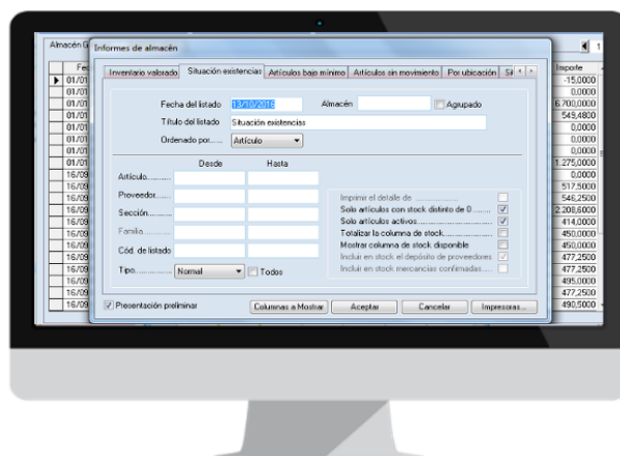 Almacén G
Informes de almacén
1
Inventario valorado Situación existencias Artículos bajo mínimo Artículos sin movimiento Por ubicación
Fecha del listado 13/10/2016 Almacén Agrupado
Título del listado Situación existencias
Ordenado por...... Artículo
Desde Hasta
Artículo............
Proveedor.......
Sección...........
Familia............
Cód. de listado
Tipo............... Normal Todos
Imprimir el detalle de ........................
Solo artículos con stock distinto de 0........
Solo artículos activos..........................
Totalizar la columna de stock..................
Mostrar columna de stock disponible
Incluir en stock el depósito de proveedores
Incluir en stock mercancias confirmadas.....
Presentación preliminar Columnas a Mostrar Aceptar Cancelar Impresoras...
Fec
01/01
01/01
01/01
01/01
01/01
01/01
01/01
01/01
16/09
16/09
16/09
16/09
16/09
16/09
16/09
16/09
16/09
16/09
16/09
Importe
-15,0000
0,0000
6.700,0000
549,4800
0,0000
0,0000
0,0000
1.275,0000
0,0000
517,5000
546,2500
2.208,6000
414,0000
450,0000
450,0000
477,2500
477,2500
495,0000
477,2500
490,5000